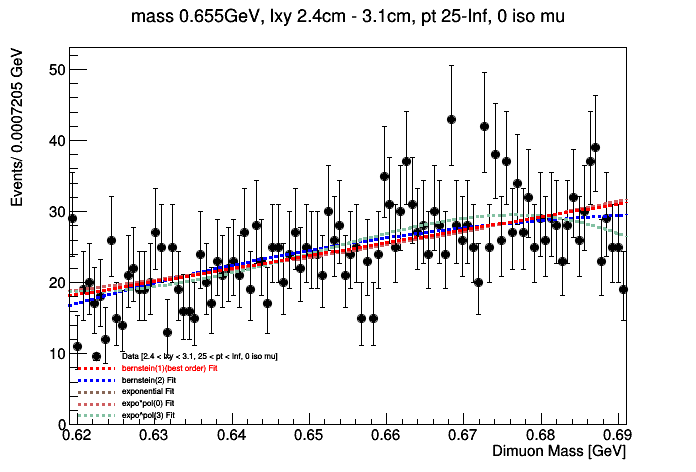 mass 0.655GeV, lxy 2.4cm - 3.1cm, pt 25-Inf, 0 iso mu
Events/ 0.0007205 GeV
50
40
30
20
10
0
Data [2.4 < lxy < 3.1, 25 < pt < Inf, 0 iso mu]
bernstein(1)(best order) Fit
bernstein(2) Fit
exponential Fit
expo*pol(0) Fit
expo^pol(3) Fit
0.62 0.63 0.64 0.65 0.66 0.67 0.68 0.69
Dimuon Mass [GeV]